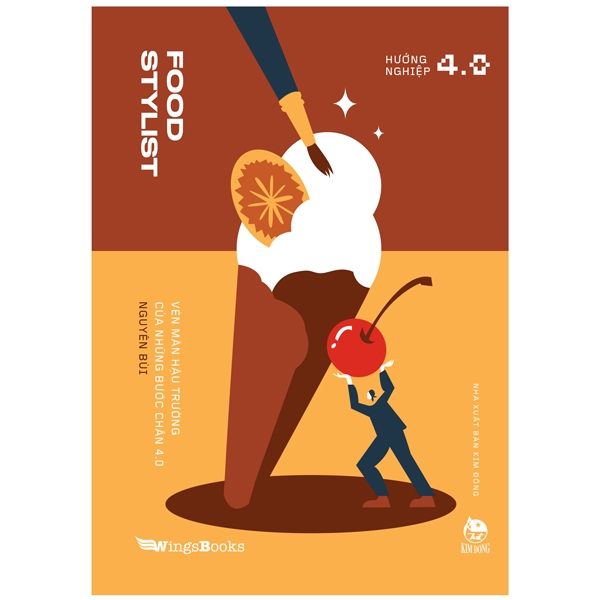 FOOD
STYLIST
HƯỚNG
NGHIỆP
4.0
VÉN MÀN HẬU TRƯỜNG
CỦA NHỮNG BƯỚC CHÂN 4.0
NGUYÊN BÙI
NHÀ XUẤT BẢN KIM ĐỒNG
WingsBooks
KIM ĐỒNG